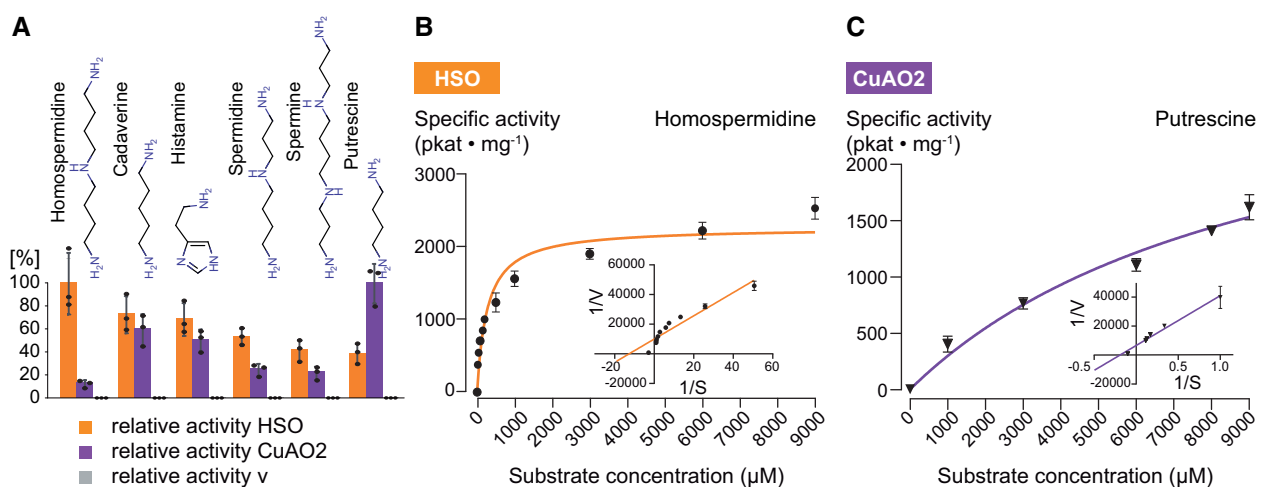 A
Homospermidine
Cadaverine
Histamine
Spermidine
Spermine
Putrescine
NH2
H
N
H2N
NH2
H2N
NH2
N
NH
NH2
H
N
H2N
NH2
H
N
N
H
H2N
NH2
H2N
[%]
100
80
60
40
20
0
relative activity HSO
relative activity CuAO2
relative activity v
B
HSO
Specific activity
(pkat • mg-1)
Homospermidine
3000
2000
1000
0
0
1000
2000
3000
4000
5000
6000
7000
8000
9000
Substrate concentration (µM)
1/V
60000
40000
20000
-20000
-20
0
20
40
60
1/S
C
CuAO2
Specific activity
(pkat • mg-1)
Putrescine
2000
1500
1000
500
0
0
1000
2000
3000
4000
5000
6000
7000
8000
9000
Substrate concentration (µM)
1/V
40000
20000
-20000
-0.5
0.5
1.0
1/S